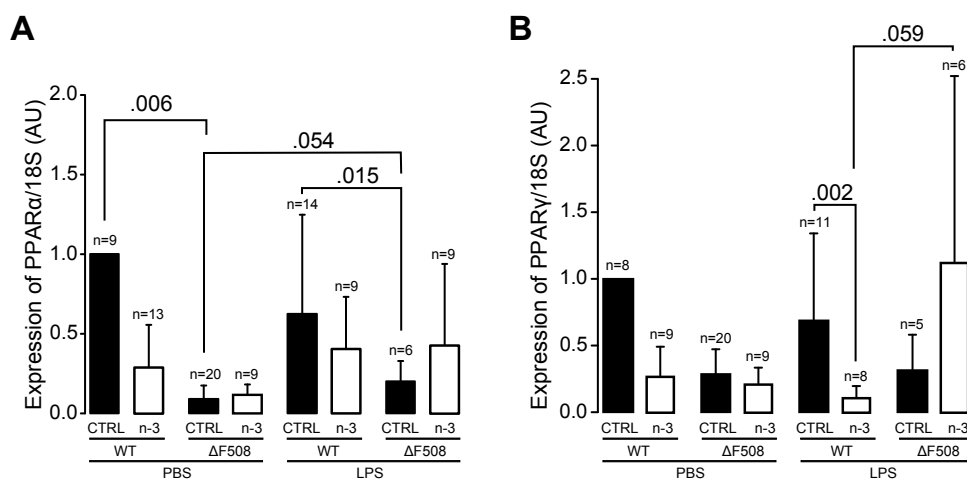 A
Expression of PPARα/18S (AU)
2.0
1.5
1.0
0.5
0.0
.006
.054
.015
n=9
n=13
n=20
n=9
n=14
n=9
n=6
n=9
CTRL n-3 CTRL n-3 CTRL n-3 CTRL n-3
WT ΔF508 WT ΔF508
PBS LPS
B
Expression of PPARγ/18S (AU)
2.5
2.0
1.5
1.0
0.5
0.0
.059
.002
n=8
n=9
n=20
n=9
n=11
n=8
n=5
n=6
CTRL n-3 CTRL n-3 CTRL n-3 CTRL n-3
WT ΔF508 WT ΔF508
PBS LPS